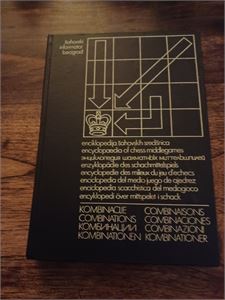 šahovski
informator
beograd
enciklopedija šahovskih središnica
encyclopaedia of chess middlegames
энциклопедия шахматных миттельшпилей
enzyklopädie des schachmittelspiels
encyclopédie des milieux du jeu d'échecs
enciclopedia del medio juego de ajedrez
enciclopedia scacchistica del mediogioco
encyklopedi över mittspelet i schack
KOMBINACIJE COMBINAISONS
COMBINATIONS COMBINACIONES
КОМБИНАЦИИ COMBINAZIONI
KOMBINATIONEN KOMBINATIONER